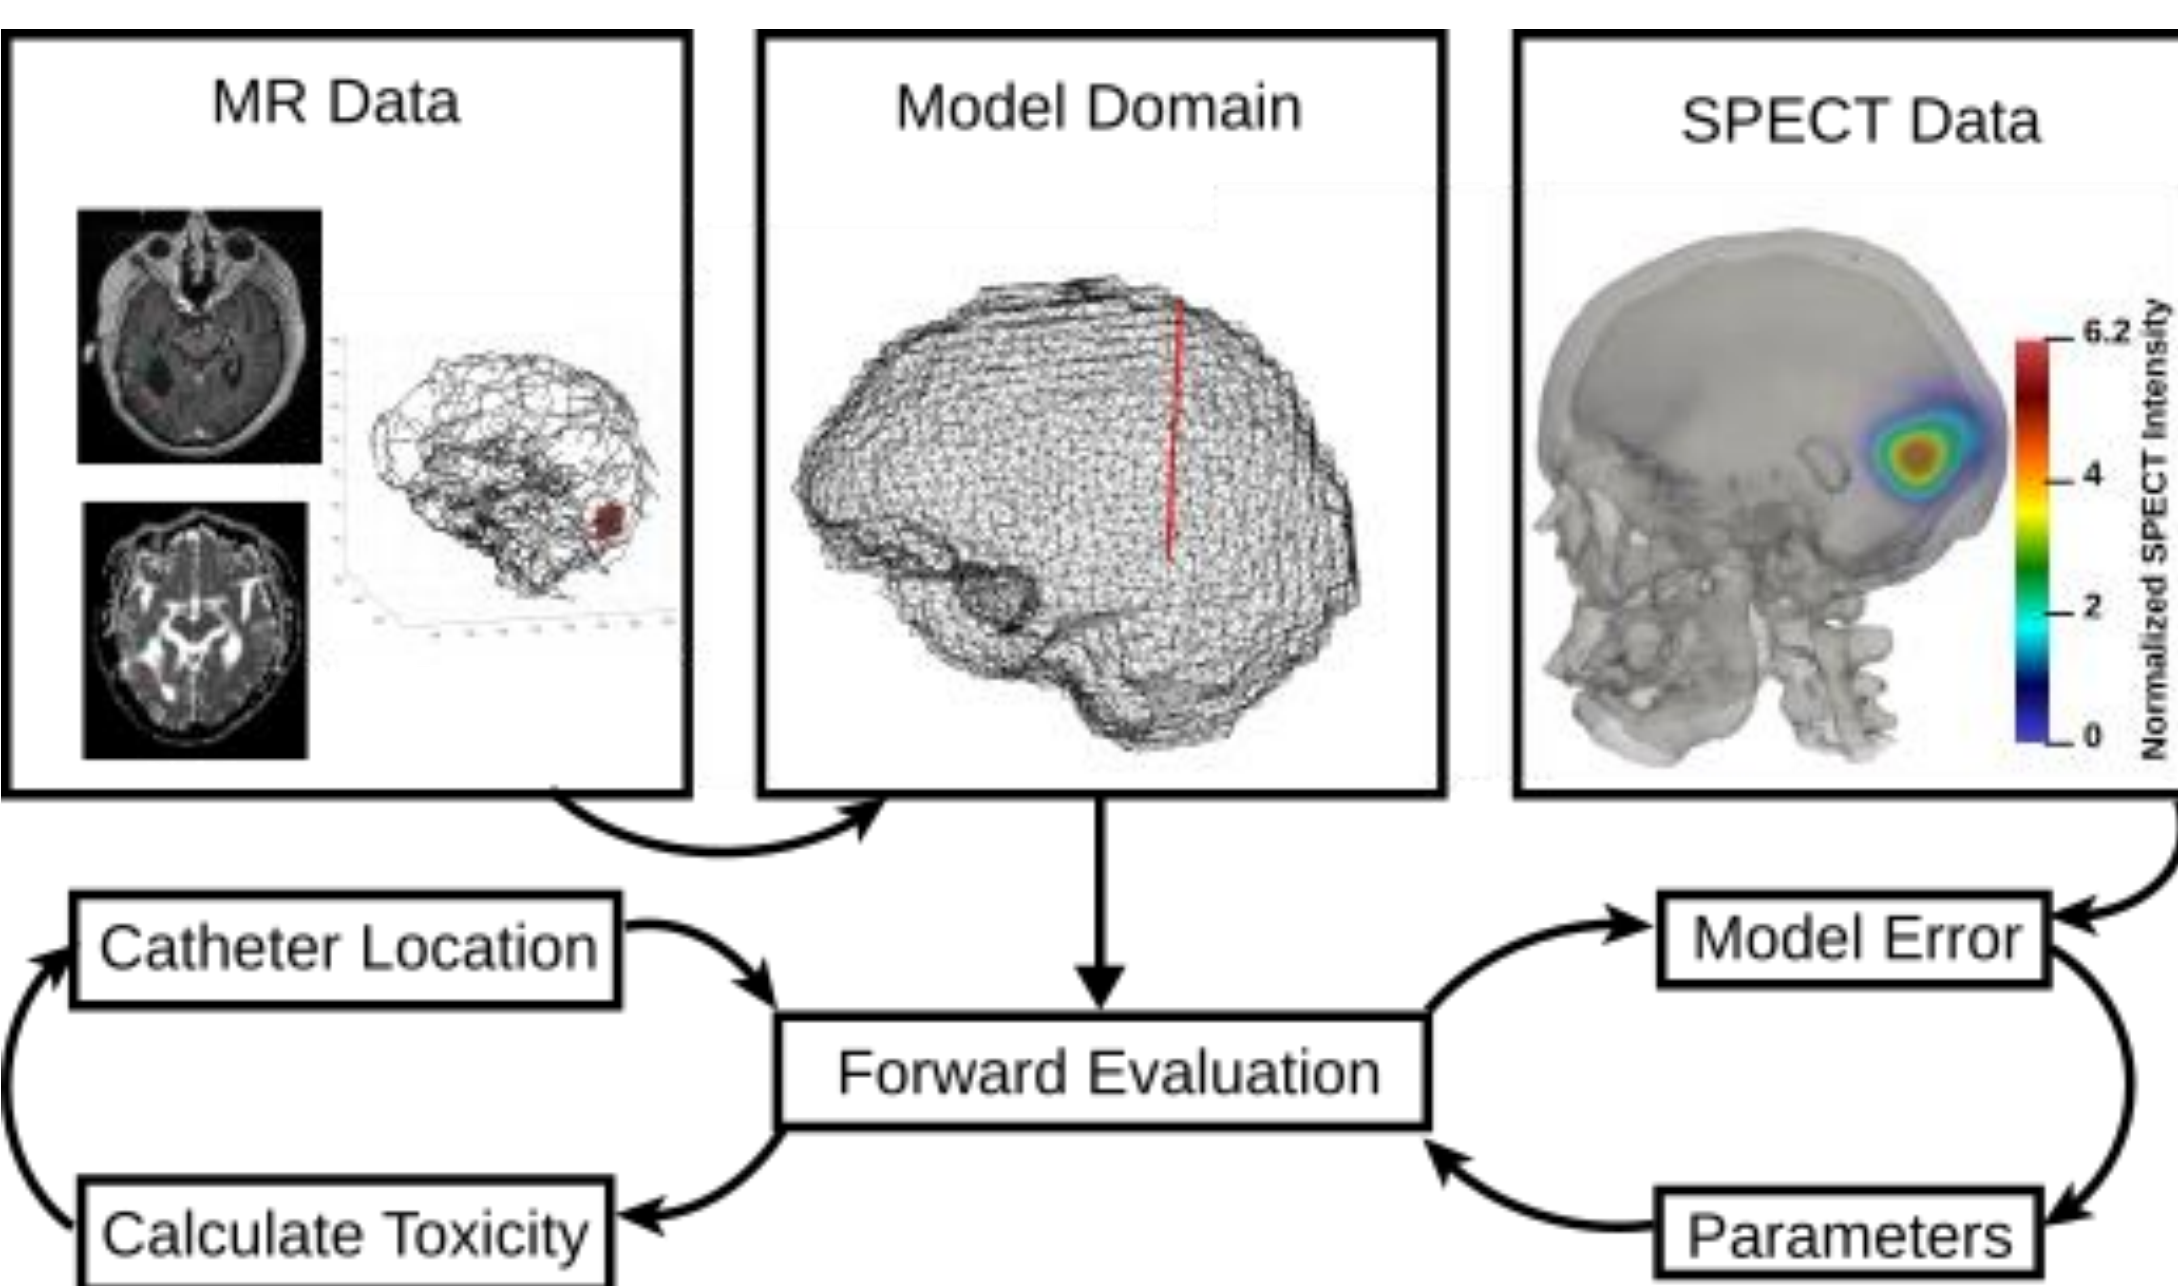 MR Data
Model Domain
SPECT Data
6.2
4
2
0
Normalized SPECT Intensity
Catheter Location
Model Error
Forward Evaluation
Calculate Toxicity
Parameters